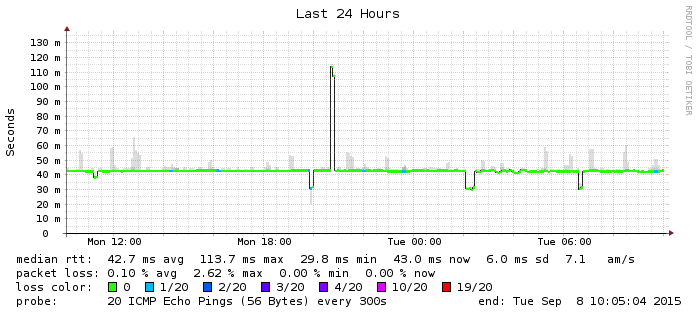 Last 24 Hours
RRDTOOL / TOBI OETIKER
Seconds
130 m
120 m
110 m
100 m
90 m
80 m
70 m
60 m
50 m
40 m
30 m
20 m
10 m
0
Mon 12:00 Mon 18:00 Tue 00:00 Tue 06:00
median rtt: 42.7 ms avg 113.7 ms max 29.8 ms min 43.0 ms now 6.0 ms sd 7.1 am/s
packet loss: 0.10 % avg 2.62 % max 0.00 % min 0.00 % now
loss color: 0 1/20 2/20 3/20 4/20 10/20 19/20
probe: 20 ICMP Echo Pings (56 Bytes) every 300s end: Tue Sep 8 10:05:04 2015